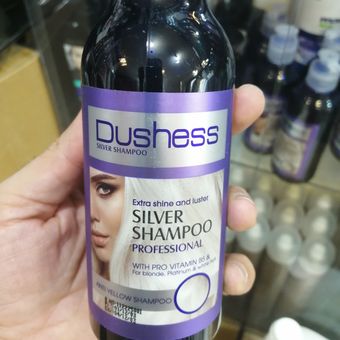 Dushess
SILVER SHAMPOO
Extra shine and luster
SILVER
SHAMPOO
PROFESSIONAL
WITH PRO VITAMIN B5 &
For blonde, Platinum & white
ANTI YELLOW SHAMPOO